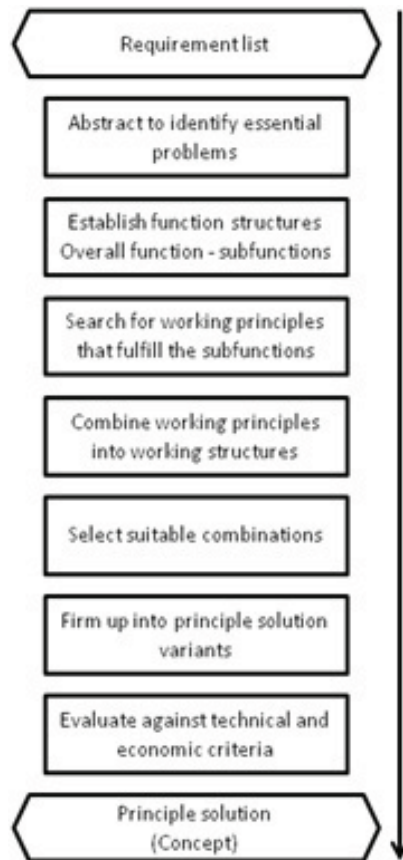 Requirement list
Abstract to identify essential
problems
Establish function structures
Overall function - subfunctions
Search for working principles
that fulfill the subfunctions
Combine working principles
into working structures
Select suitable combinations
Firm up into principle solution
variants
Evaluate against technical and
economic criteria
Principle solution
(Concept)